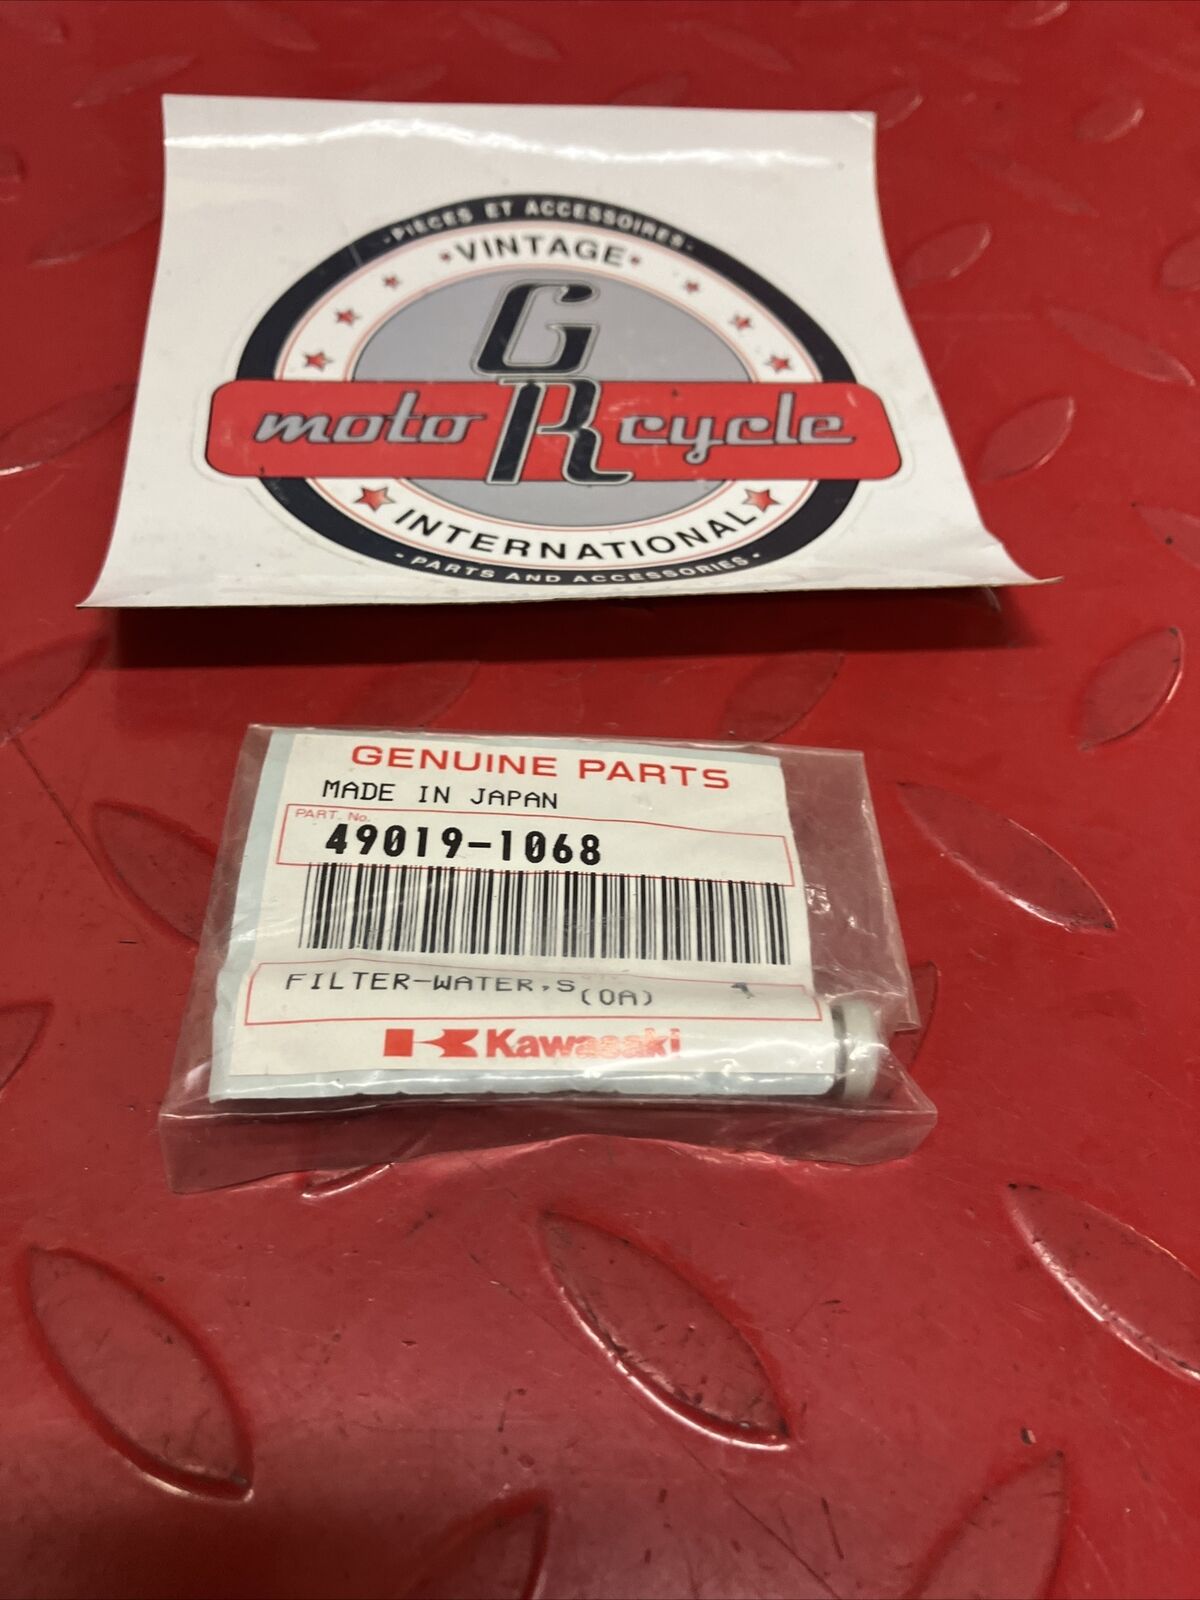 ·PIÈCES ET ACCESSOIRES·
•VINTAGE•
GR
moto cycle
INTERNATIONAL
·PARTS AND ACCESSORIES·
GENUINE PARTS
MADE IN JAPAN
PART. No.
49019-1068
FILTER-WATER,S(OA)
Kawasaki